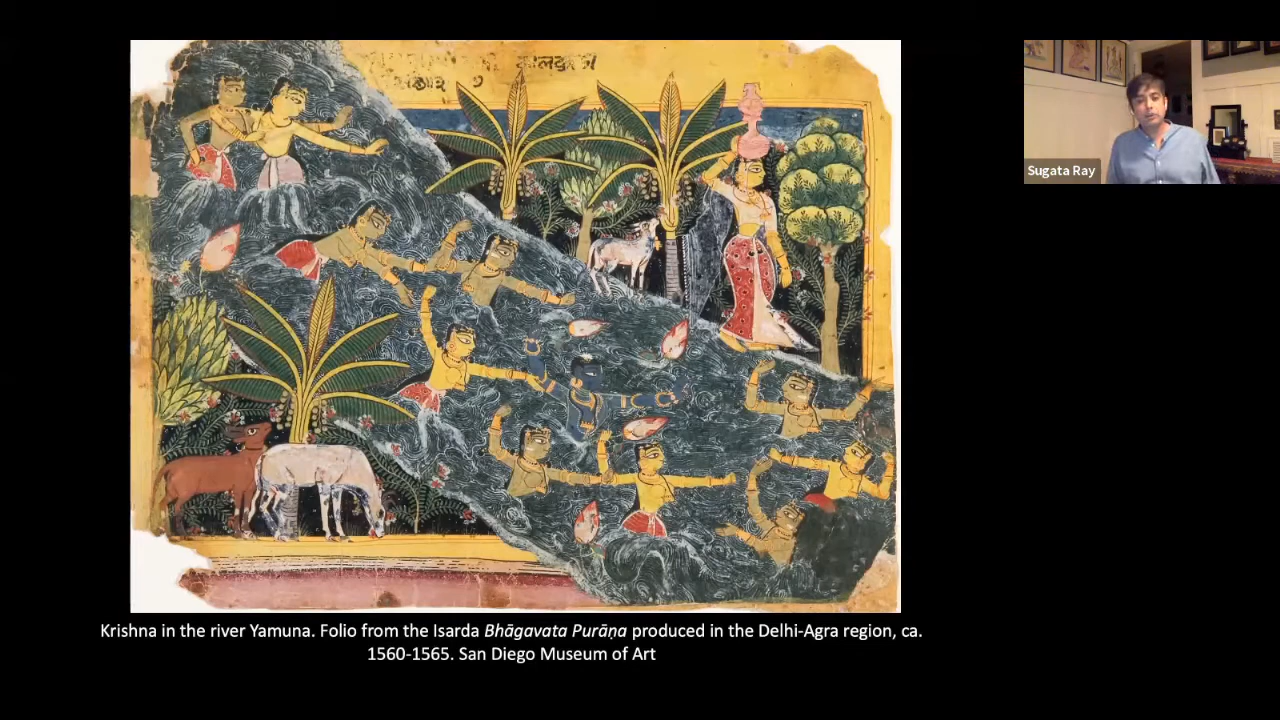 Sugata Ray
Krishna in the river Yamuna. Folio from the Isarda Bhāgavata Purāṇa produced in the Delhi-Agra region, ca.
1560-1565. San Diego Museum of Art